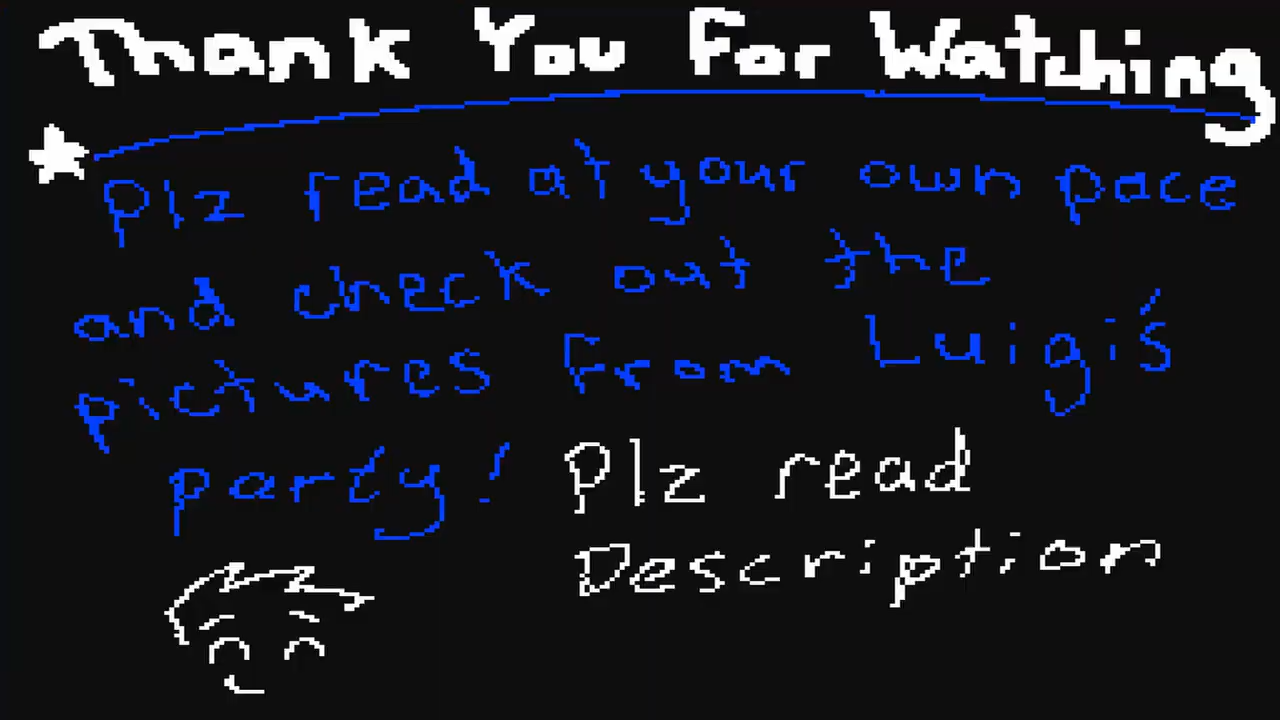 Thank You For Watching
Plz read at your own pace
and check out the
pictures from Luigi's
party!
Plz read
Description